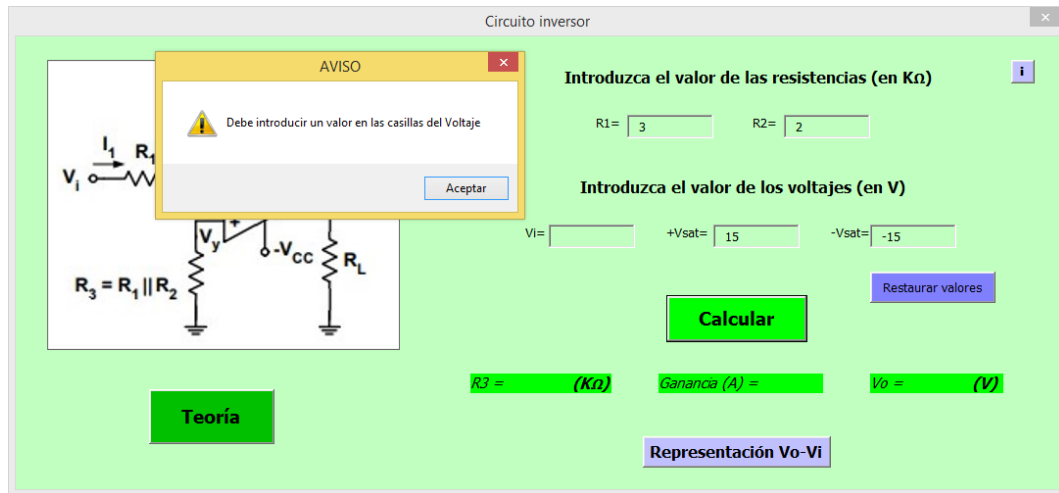 Circuito inversor
AVISO
Debe introducir un valor en las casillas del Voltaje
Aceptar
I1
R1
Vi
Vy
+
-VCC
RL
R3 = R1 || R2
Teoría
Introduzca el valor de las resistencias (en KΩ)
i
R1= 3
R2= 2
Introduzca el valor de los voltajes (en V)
Vi=
+Vsat= 15
-Vsat= -15
Restaurar valores
Calcular
R3 = (KΩ)
Ganancia (A) =
Vo = (V)
Representación Vo-Vi